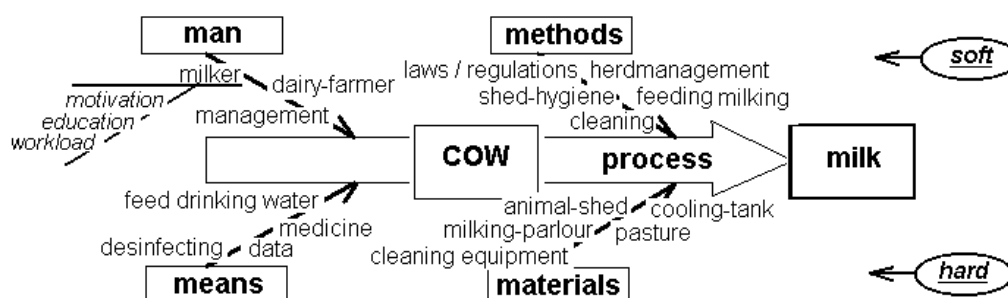 man
methods
soft
milker
dairy-farmer
laws / regulations
herdmanagement
motivation
shed-hygiene
feeding
milking
education
management
cleaning
workload
COW
process
milk
feed
drinking water
animal-shed
cooling-tank
medicine
milking-parlour
pasture
desinfecting
data
cleaning equipment
means
materials
hard